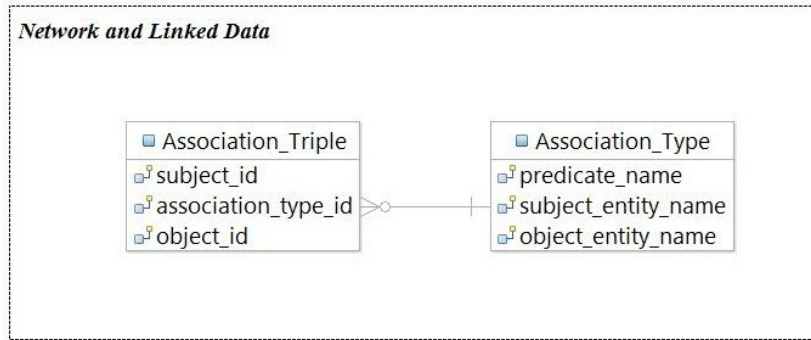 Network and Linked Data
Association_Triple
subject_id
association_type_id
object_id
Association_Type
predicate_name
subject_entity_name
object_entity_name